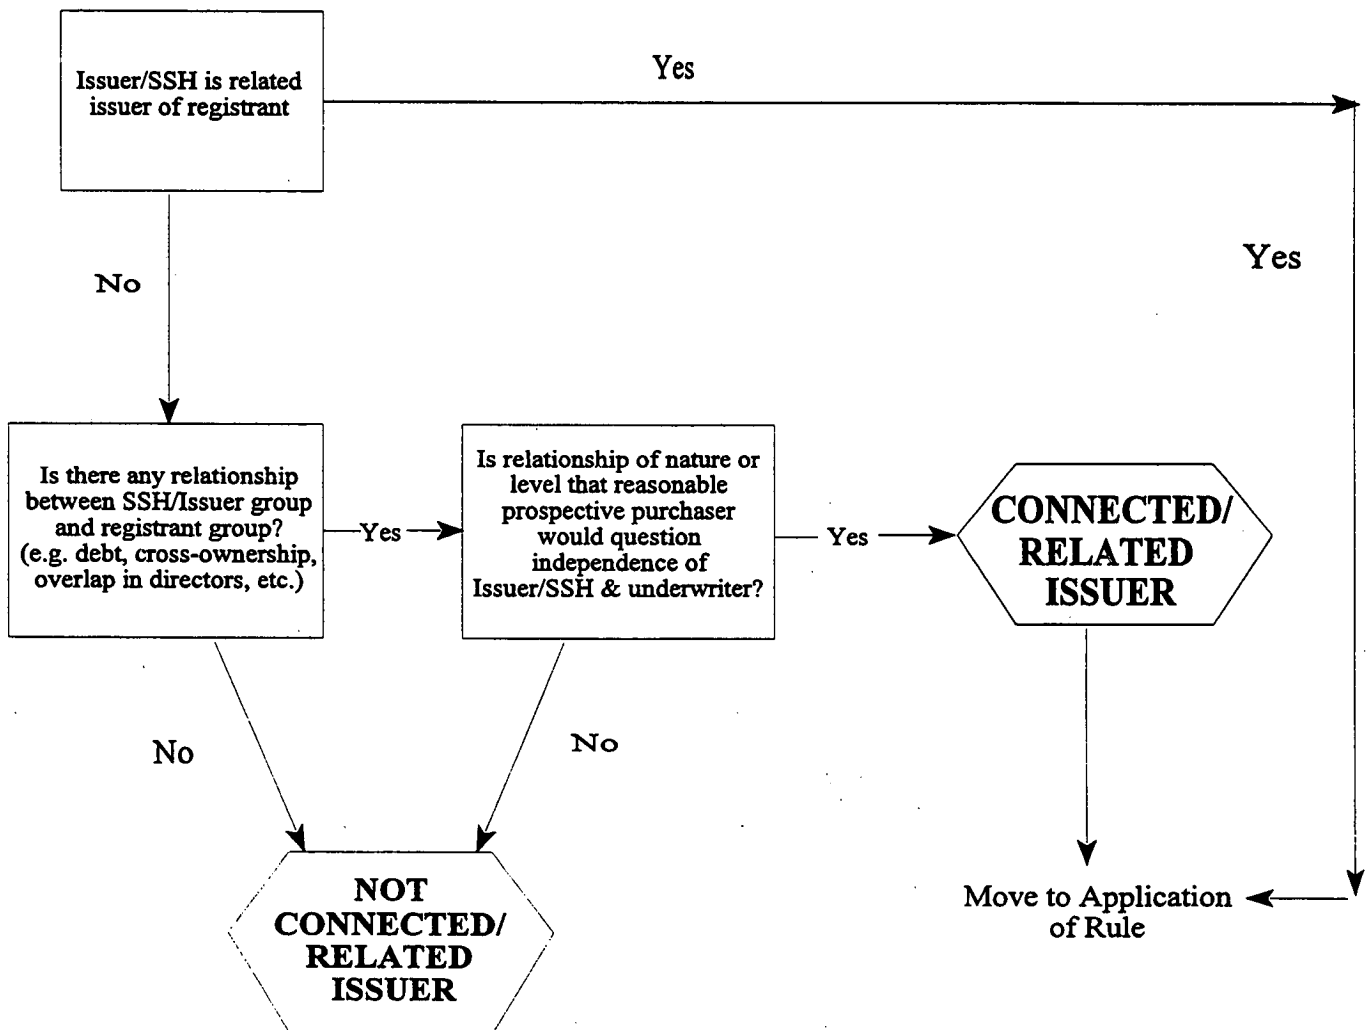 Issuer/SSH is related
issuer of registrant
Yes
Yes
No
Is there any relationship
between SSH/Issuer group
and registrant group?
(e.g. debt, cross-ownership,
overlap in directors, etc.)
Yes
Is relationship of nature or
level that reasonable
prospective purchaser
would question
independence of
Issuer/SSH & underwriter?
Yes
CONNECTED/
RELATED
ISSUER
No
No
NOT
CONNECTED/
RELATED
ISSUER
Move to Application
of Rule